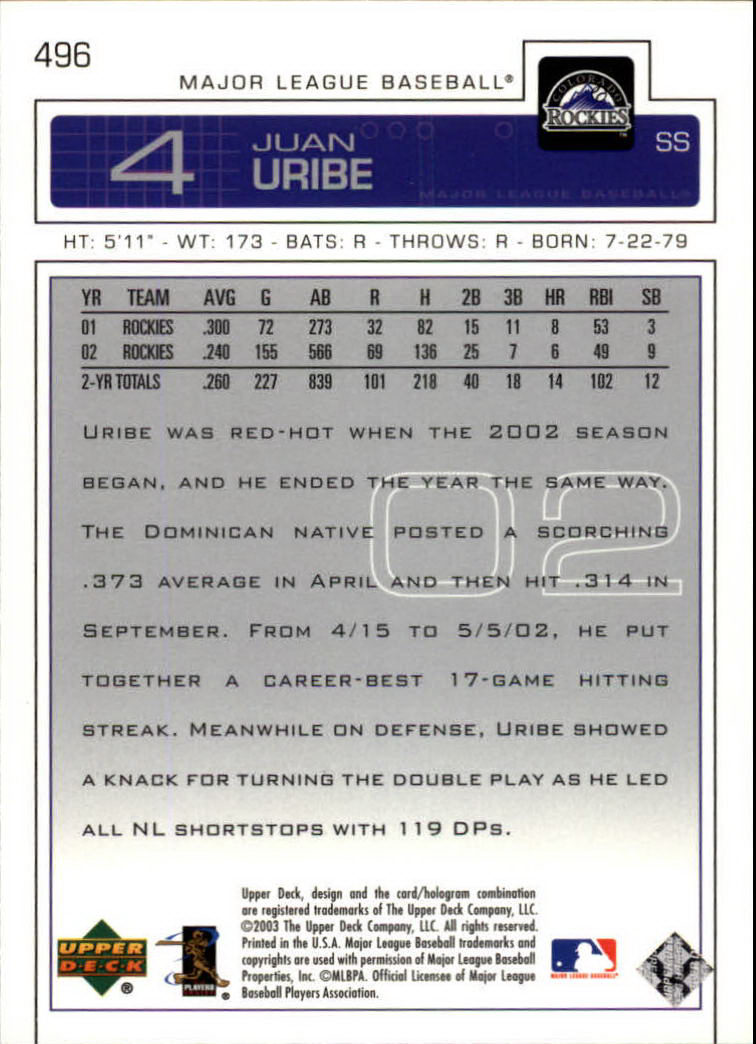 496
MAJOR LEAGUE BASEBALL®
COLORADO
ROCKIES™
4
JUAN
URIBE
SS
MAJOR LEAGUE BASEBALL®
HT: 5'11" - WT: 173 - BATS: R - THROWS: R - BORN: 7-22-79
YR TEAM AVG G AB R H 2B 3B HR RBI SB
01 ROCKIES .300 72 273 32 82 15 11 8 53 3
02 ROCKIES .240 155 566 69 136 25 7 6 49 9
2-YR TOTALS .260 227 839 101 218 40 18 14 102 12
02
URIBE WAS RED-HOT WHEN THE 2002 SEASON
BEGAN, AND HE ENDED THE YEAR THE SAME WAY.
THE DOMINICAN NATIVE POSTED A SCORCHING
.373 AVERAGE IN APRIL AND THEN HIT .314 IN
SEPTEMBER. FROM 4/15 TO 5/5/02, HE PUT
TOGETHER A CAREER-BEST 17-GAME HITTING
STREAK. MEANWHILE ON DEFENSE, URIBE SHOWED
A KNACK FOR TURNING THE DOUBLE PLAY AS HE LED
ALL NL SHORTSTOPS WITH 119 DPS.
Upper Deck, design and the card/hologram combination
are registered trademarks of The Upper Deck Company, LLC.
©2003 The Upper Deck Company, LLC. All rights reserved.
Printed in the U.S.A. Major League Baseball trademarks and
copyrights are used with permission of Major League Baseball
Properties, Inc. ©MLBPA. Official Licensee of Major League
Baseball Players Association.
UPPER
DECK®
PLAYERS
®
MAJOR LEAGUE BASEBALL